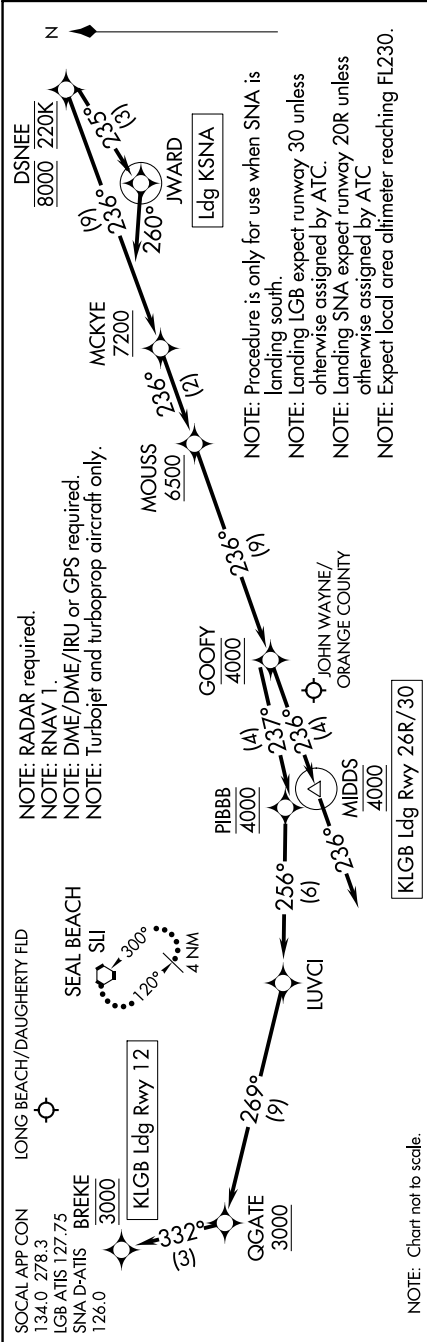 SOCAL APP CON
134.0 278.3
LGB ATIS 127.75
SNA D-ATIS
126.0
LONG BEACH/DAUGHERTY FLD
NOTE: RADAR required.
NOTE: RNAV 1.
NOTE: DME/DME/IRU or GPS required.
NOTE: Turbojet and turboprop aircraft only.
N
DSNEE
8000 220K
235°
(3)
JWARD
260°
Ldg KSNA
(9)
236°
MCKYE
7200
236°
(2)
MOUSS
6500
236°
(9)
GOOFY
4000
JOHN WAYNE/
ORANGE COUNTY
(4)
237°
236°
(4)
PIBBB
4000
MIDDS
4000
236°
KLGB Ldg Rwy 26R/30
256°
(6)
LUVCI
SEAL BEACH
SLI
300°
120°
4 NM
269°
(9)
QGATE
3000
332°
(3)
BREKE
3000
KLGB Ldg Rwy 12
NOTE: Procedure is only for use when SNA is
landing south.
NOTE: Landing LGB expect runway 30 unless
ohterwise assigned by ATC.
NOTE: Landing SNA expect runway 20R unless
otherwise assigned by ATC
NOTE: Expect local area altimeter reaching FL230.
NOTE: Chart not to scale.